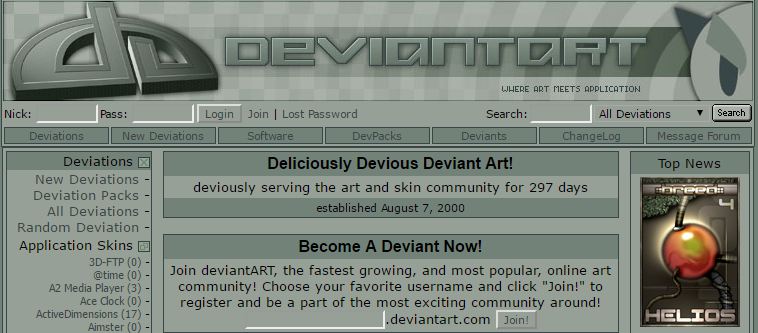 DEVIANTART
WHERE ART MEETS APPLICATION
Nick: Pass: Login Join | Lost Password Search: All Deviations Search
Deviations New Deviations Software DevPacks Deviants ChangeLog Message Forum
Deviations
New Deviations -
Deviation Packs -
All Deviations -
Random Deviation -
Application Skins
3D-FTP (0) -
@time (0) -
A2 Media Player (3) -
Ace Clock (0) -
ActiveDimensions (17) -
Aimster (0) -
Deliciously Devious Deviant Art!
deviously serving the art and skin community for 297 days
established August 7, 2000
Become A Deviant Now!
Join deviantART, the fastest growing, and most popular, online art
community! Choose your favorite username and click "Join!" to
register and be a part of the most exciting community around!
.deviantart.com Join!
Top News
breed
4
HELIOS